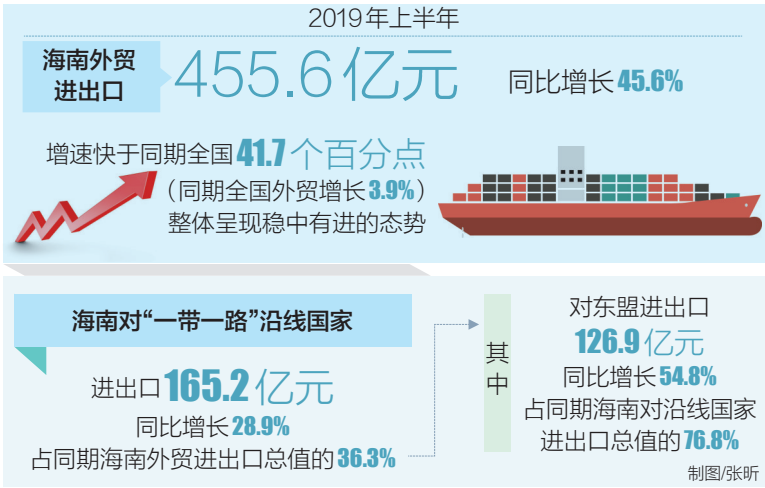 2019年上半年
海南外贸
进出口
455.6亿元
同比增长45.6%
增速快于同期全国41.7个百分点
（同期全国外贸增长3.9%）
整体呈现稳中有进的态势
海南对“一带一路”沿线国家
进出口165.2亿元
同比增长28.9%
占同期海南外贸进出口总值的36.3%
其
中
对东盟进出口
126.9亿元
同比增长54.8%
占同期海南对沿线国家
进出口总值的76.8%
制图/张昕